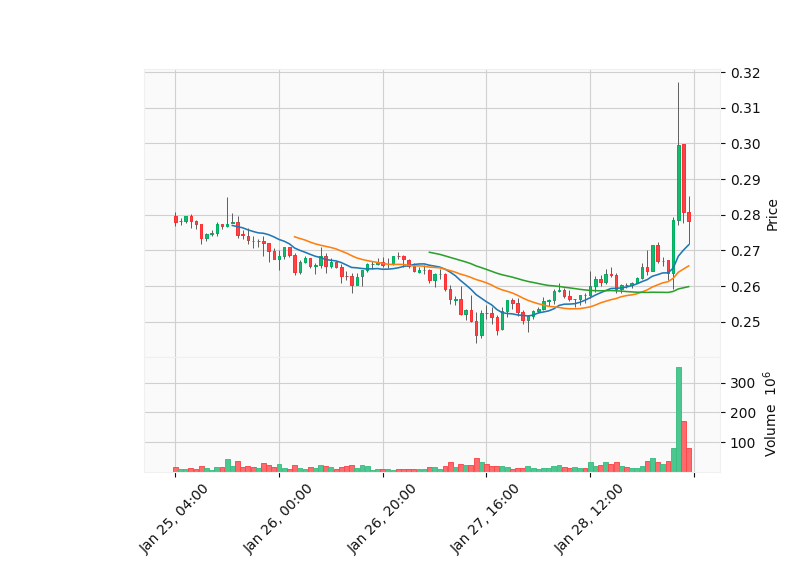 0.32
0.31
0.30
0.29
0.28
0.27
0.26
0.25
Price
300
200
100
Volume 10⁶
Jan 25, 04:00
Jan 26, 00:00
Jan 26, 20:00
Jan 27, 16:00
Jan 28, 12:00